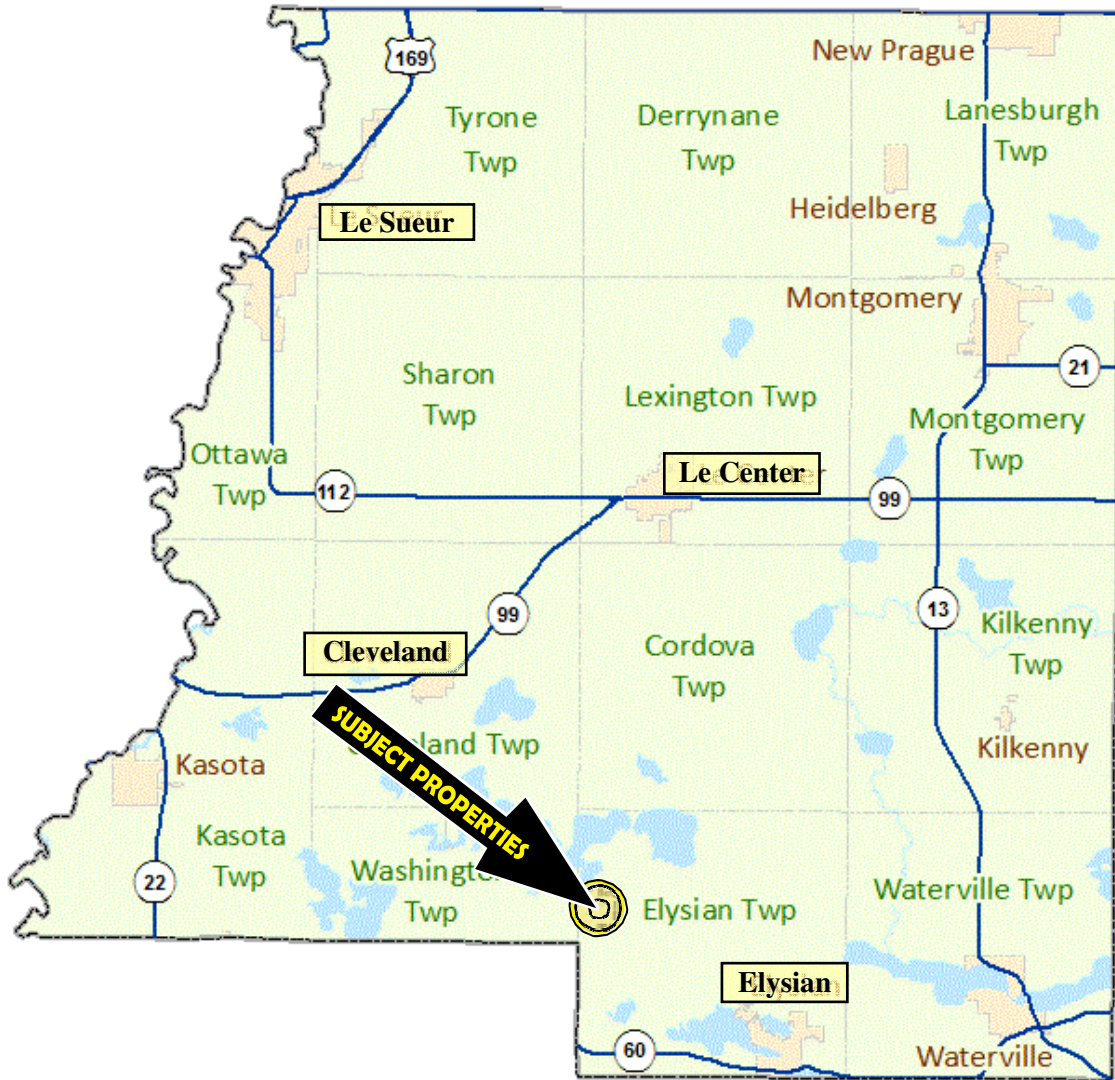 New Prague
169
Tyrone
Twp
Derrynane
Twp
Lanesburgh
Twp
Heidelberg
Le Sueur
Montgomery
21
Sharon
Twp
Lexington Twp
Montgomery
Twp
Ottawa
Twp
Le Center
112
99
99
13
Kilkenny
Twp
Cleveland
Cordova
Twp
SUBJECT PROPERTIES
land Twp
Kilkenny
Kasota
Kasota
Twp
22
Washington
Twp
Elysian Twp
Waterville Twp
Elysian
60
Waterville